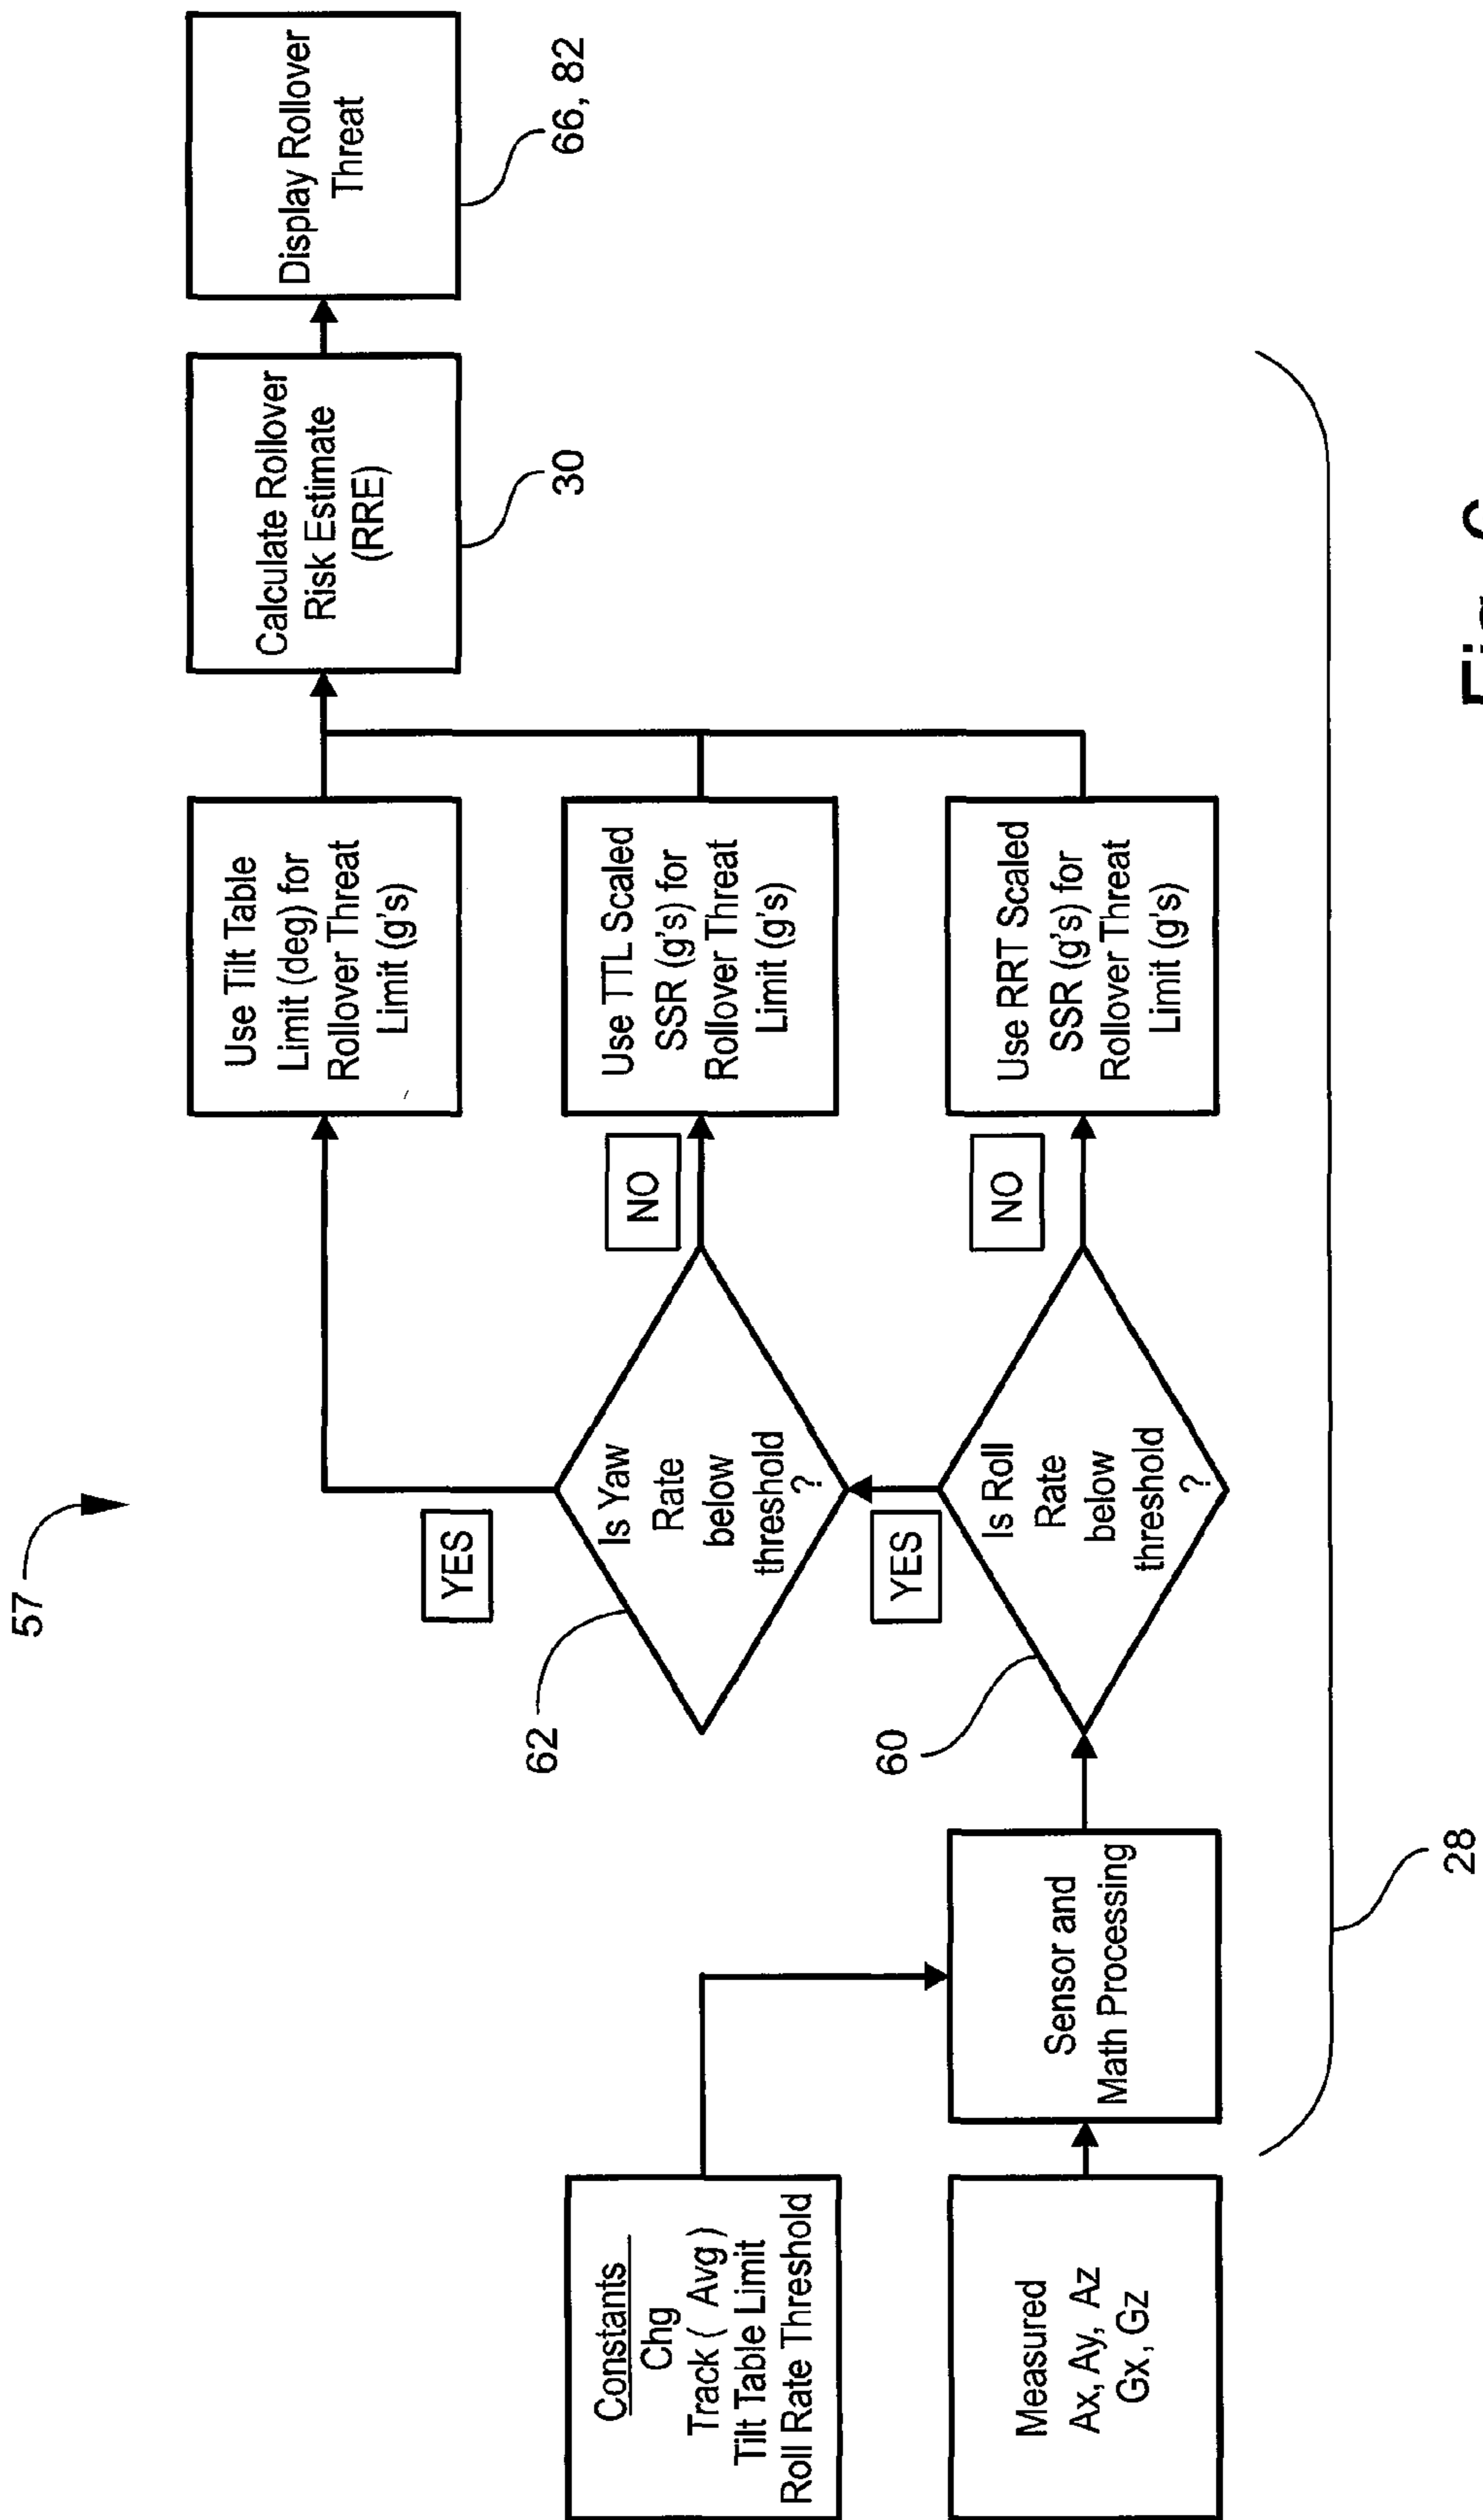 57
Constants
Chg
Track ( Avg )
Tilt Table Limit
Roll Rate Threshold
Measured
Ax, Ay, Az
Gx, Gz
Sensor and
Math Processing
28
60
Is Roll
Rate
below
threshold
?
YES
NO
62
Is Yaw
Rate
below
threshold
?
YES
NO
Use Tilt Table
Limit (deg) for
Rollover Threat
Limit (g's)
Use TTL Scaled
SSR (g's) for
Rollover Threat
Limit (g's)
Use RRT Scaled
SSR (g's) for
Rollover Threat
Limit (g's)
Calculate Rollover
Risk Estimate
(RRE)
30
Display Rollover
Threat
66, 82